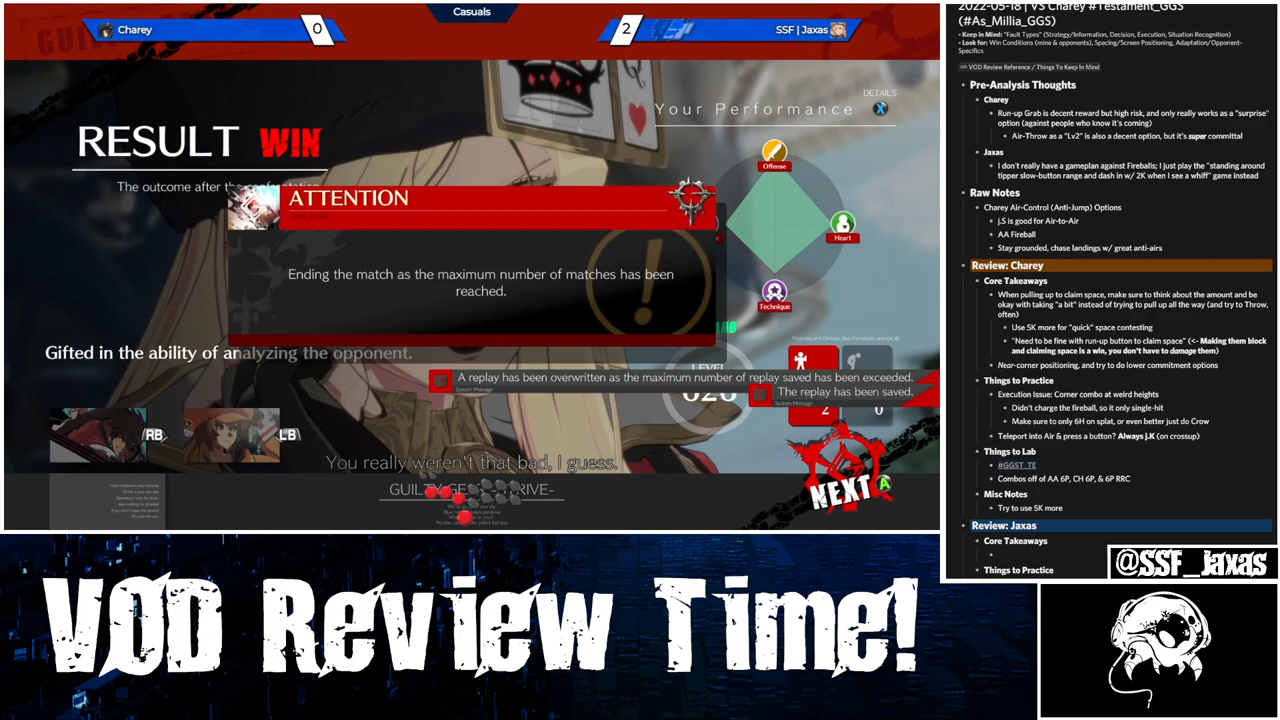 Casuals
Charey
0
2
SSF | Jaxas
RESULT WIN
The outcome after the
Your Performance
DETAILS
X
Offense
Heart
Technique
ATTENTION
Ending the match as the maximum number of matches has been
reached.
Gifted in the ability of analyzing the opponent.
LEVEL
A replay has been overwritten as the maximum number of replay saved has been exceeded.
System Message
The replay has been saved.
System Message
2
0
RB
LB
You really weren't that bad, I guess.
NEXT A
VOD Review Time!
2022-05-18 | VS Charey #Testament_GGS
(#As_Millia_GGS)
- Keep In Mind: "Fault Types" (Strategy/Information, Decision, Execution, Situation Recognition)
- Look for: Win Conditions (mine & opponents), Spacing/Screen Positioning, Adaptation/Opponent-
Specifics
VOD Review Reference / Things To Keep In Mind
Pre-Analysis Thoughts
Charey
Run-up Grab is decent reward but high risk, and only really works as a "surprise"
option (against people who know it's coming)
Air-Throw as a "Lv2" is also a decent option, but it's super committal
Jaxas
I don't really have a gameplan against Fireballs; I just play the "standing around
tipper slow-button range and dash in w/ 2K when I see a whiff" game instead
Raw Notes
Charey Air-Control (Anti-Jump) Options
j.S is good for Air-to-Air
AA Fireball
Stay grounded, chase landings w/ great anti-airs
Review: Charey
Core Takeaways
When pulling up to claim space, make sure to think about the amount and be
okay with taking "a bit" instead of trying to pull up all the way (and try to Throw,
often)
Use 5K more for "quick" space contesting
"Need to be fine with run-up button to claim space" (<- Making them block
and claiming space is a win, you don't have to damage them)
Near-corner positioning, and try to do lower commitment options
Things to Practice
Execution Issue: Corner combo at weird heights
Didn't charge the fireball, so it only single-hit
Make sure to only 6H on splat, or even better just do Crow
Teleport into Air & press a button? Always j.K (on crossup)
Things to Lab
#GGST_TE
Combos off of AA 6P, CH 6P, & 6P RRC
Misc Notes
Try to use 5K more
Review: Jaxas
Core Takeaways
Things to Practice
@SSF_Jaxas